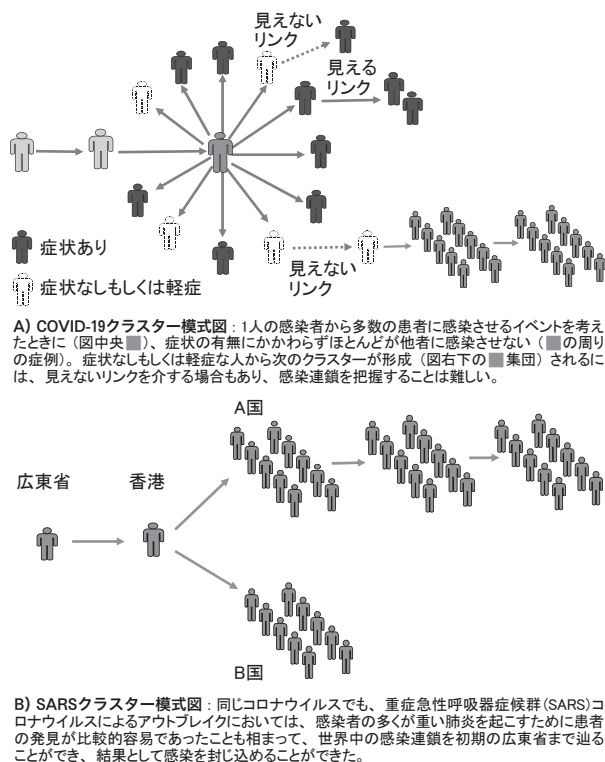 見えない
リンク
見える
リンク
症状あり
症状なしもしくは軽症
見えない
リンク
A) COVID-19クラスター模式図：1人の感染者から多数の患者に感染させるイベントを考え
たときに（図中央■）、症状の有無にかかわらずほとんどが他者に感染させない（■の周り
の症例）。症状なしもしくは軽症な人から次のクラスターが形成（図右下の■集団）されるに
は、見えないリンクを介する場合もあり、感染連鎖を把握することは難しい。
A国
広東省
香港
B国
B) SARSクラスター模式図：同じコロナウイルスでも、重症急性呼吸器症候群(SARS)コ
ロナウイルスによるアウトブレイクにおいては、感染者の多くが重い肺炎を起こすために患者
の発見が比較的容易であったことも相まって、世界中の感染連鎖を初期の広東省まで辿る
ことができ、結果として感染を封じ込めることができた。